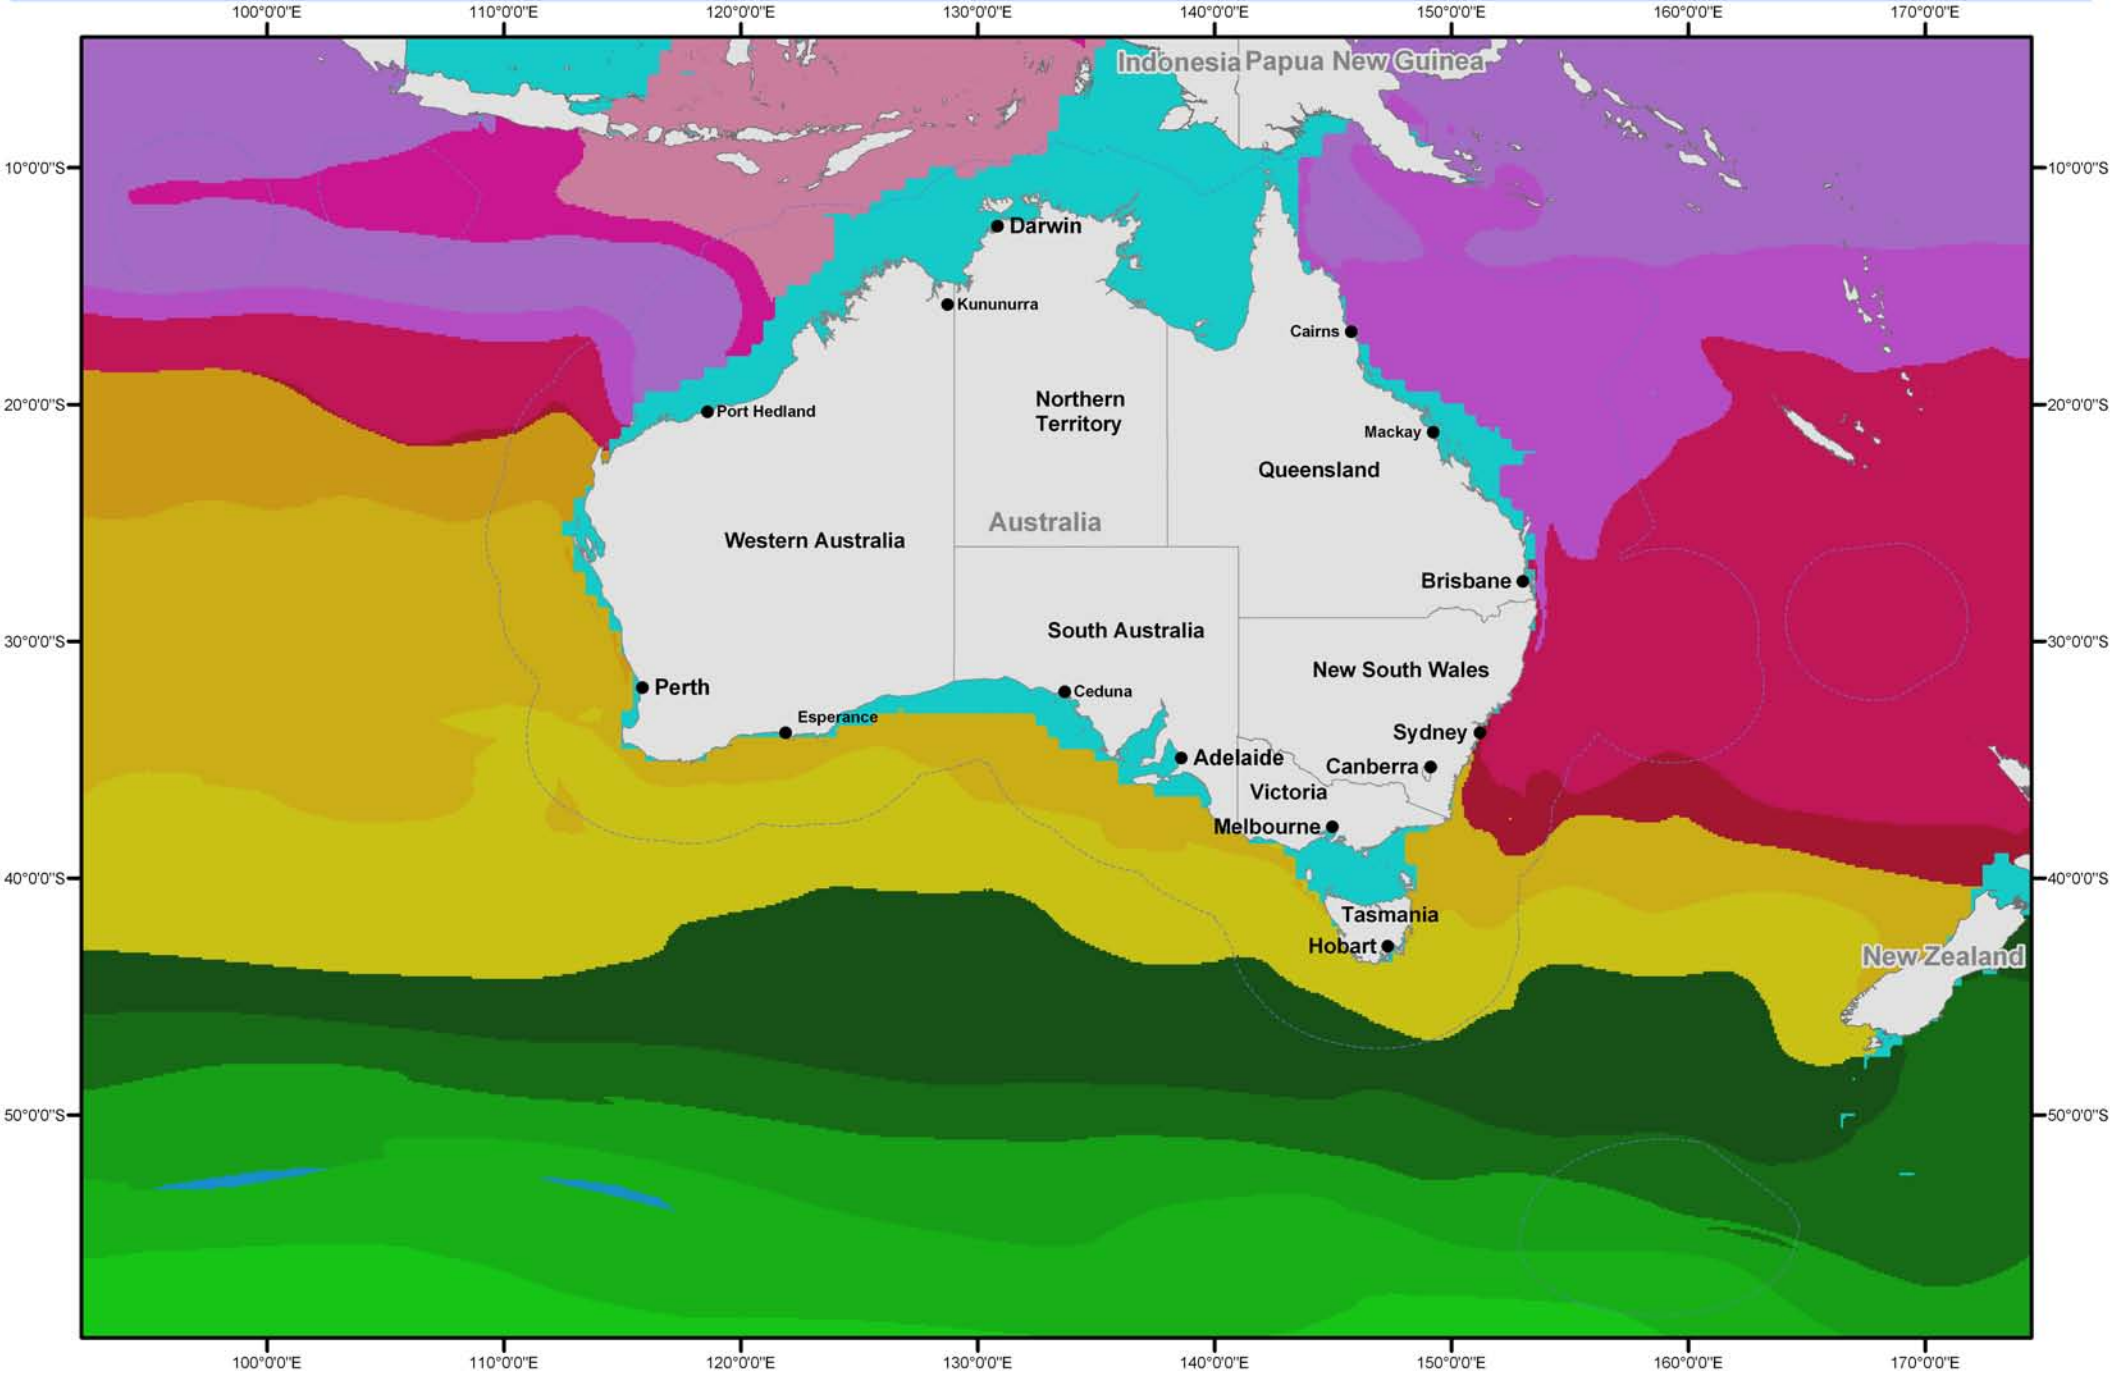 100°0'0"E 110°0'0"E 120°0'0"E 130°0'0"E 140°0'0"E 150°0'0"E 160°0'0"E 170°0'0"E
Indonesia Papua New Guinea
10°0'0"S 10°0'0"S
Darwin
Kununurra
Cairns
Northern
Territory
20°0'0"S 20°0'0"S
Port Hedland
Mackay
Queensland
Australia
Western Australia
Brisbane
South Australia
30°0'0"S 30°0'0"S
New South Wales
Perth
Ceduna
Esperance
Sydney
Adelaide
Canberra
Victoria
Melbourne
40°0'0"S 40°0'0"S
Tasmania
Hobart
New Zealand
50°0'0"S 50°0'0"S
100°0'0"E 110°0'0"E 120°0'0"E 130°0'0"E 140°0'0"E 150°0'0"E 160°0'0"E 170°0'0"E